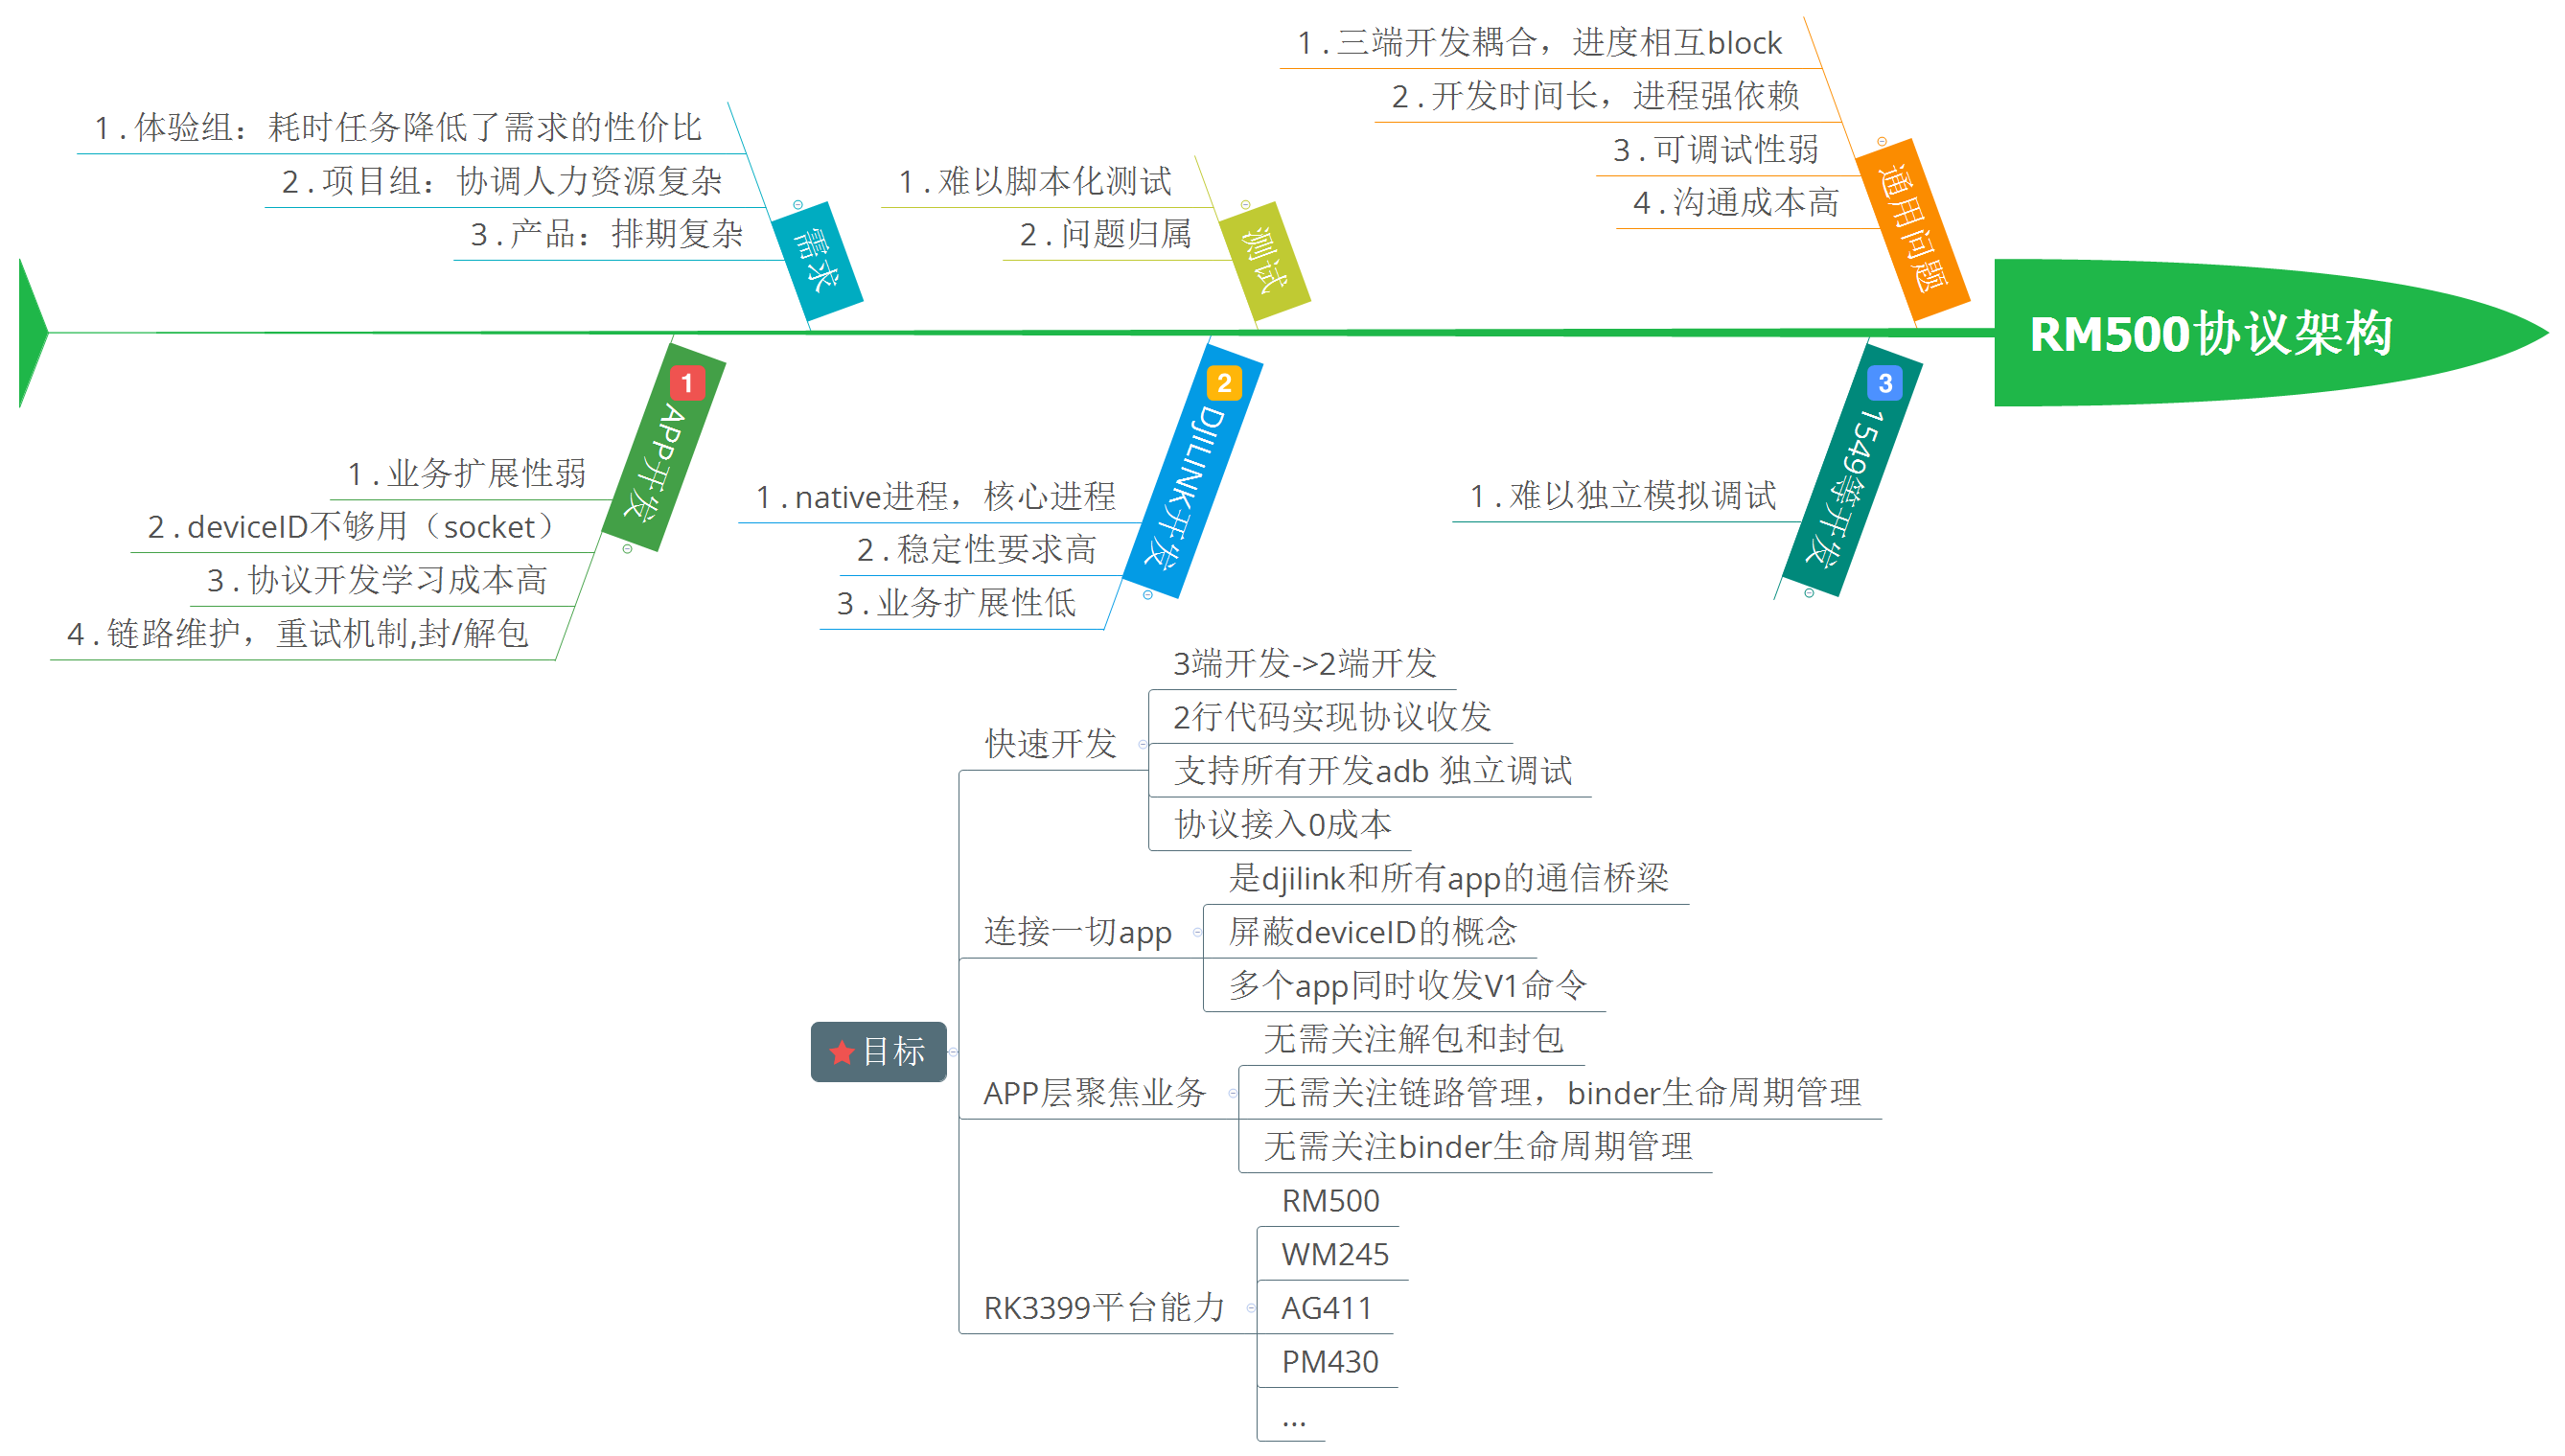 1 . 三端开发耦合，进度相互block
2 . 开发时间长，进程强依赖
3 . 可调试性弱
4 . 沟通成本高
通用问题
1 . 体验组：耗时任务降低了需求的性价比
2 . 项目组：协调人力资源复杂
3 . 产品：排期复杂
需求
1 . 难以脚本化测试
2 . 问题归属
测试
RM500协议架构
1 APP开发
1 . 业务扩展性弱
2 . deviceID不够用（socket）
3 . 协议开发学习成本高
4 . 链路维护，重试机制,封/解包
2 DJILINK开发
1 . native进程，核心进程
2 . 稳定性要求高
3 . 业务扩展性低
3 1549等开发
1 . 难以独立模拟调试
目标
快速开发
3端开发->2端开发
2行代码实现协议收发
支持所有开发adb 独立调试
协议接入0成本
连接一切app
是djilink和所有app的通信桥梁
屏蔽deviceID的概念
多个app同时收发V1命令
APP层聚焦业务
无需关注解包和封包
无需关注链路管理，binder生命周期管理
无需关注binder生命周期管理
RK3399平台能力
RM500
WM245
AG411
PM430
...